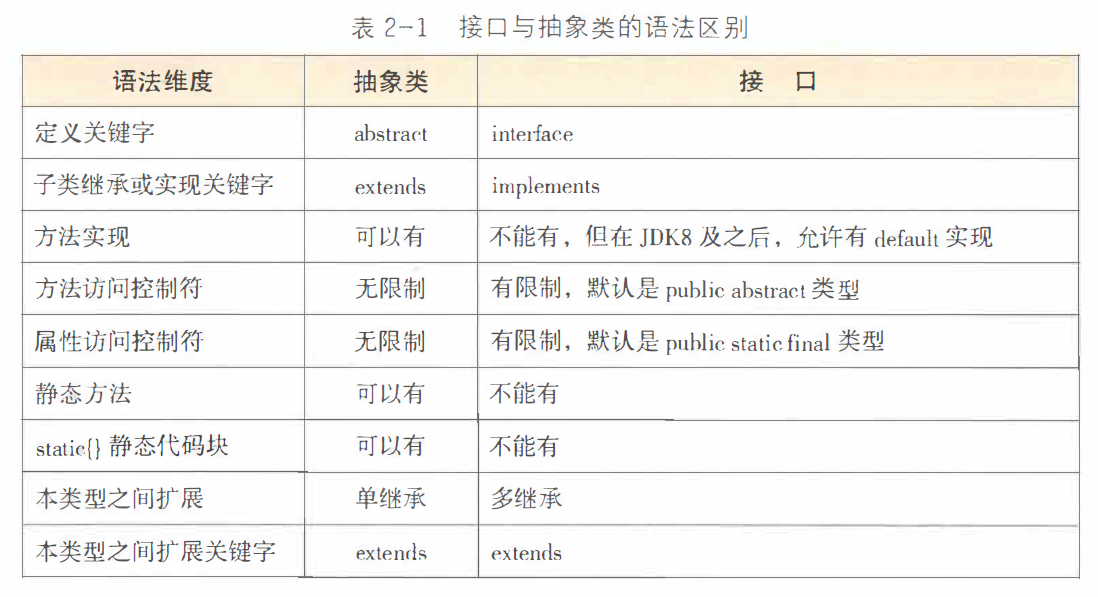 表 2-1 接口与抽象类的语法区别
语法维度 抽象类 接 口
定义关键字 abstract interface
子类继承或实现关键字 extends implements
方法实现 可以有 不能有，但在 JDK8 及之后，允许有 default 实现
方法访问控制符 无限制 有限制，默认是 public abstract 类型
属性访问控制符 无限制 有限制，默认是 public static final 类型
静态方法 可以有 不能有
static{} 静态代码块 可以有 不能有
本类型之间扩展 单继承 多继承
本类型之间扩展关键字 extends extends